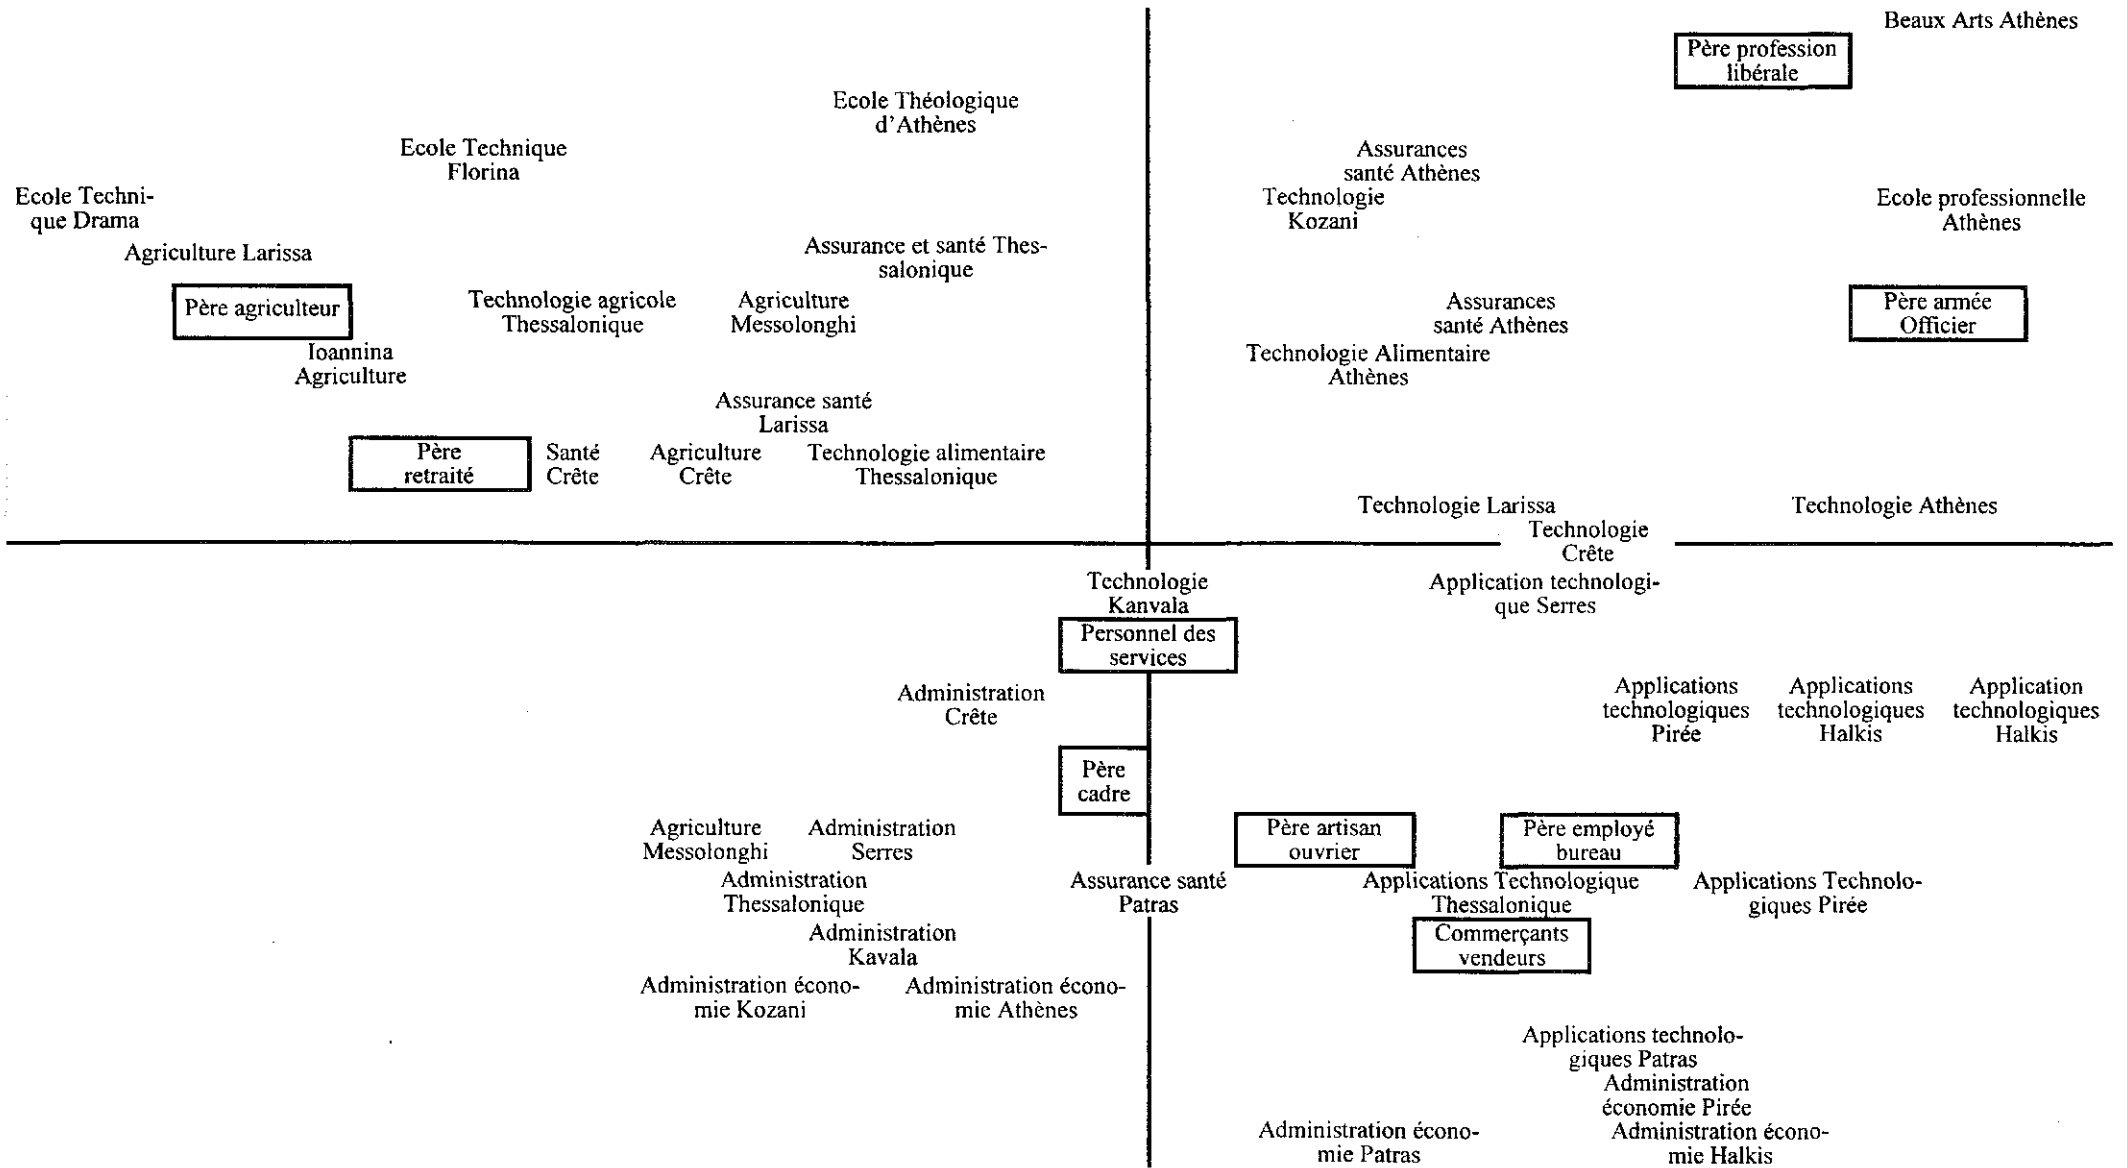 Beaux Arts Athènes
Père profession
libérale
Ecole Théologique
d'Athènes
Ecole Technique
Florina
Assurances
santé Athènes
Ecole Techni-
que Drama
Technologie
Kozani
Ecole professionnelle
Athènes
Agriculture Larissa
Assurance et santé Thes-
salonique
Père agriculteur
Technologie agricole
Thessalonique
Agriculture
Messolonghi
Assurances
santé Athènes
Père armée
Officier
Ioannina
Agriculture
Technologie Alimentaire
Athènes
Assurance santé
Larissa
Père
retraité
Santé
Crête
Agriculture
Crête
Technologie alimentaire
Thessalonique
Technologie Larissa
Technologie Athènes
Technologie
Crête
Technologie
Kanvala
Application technologi-
que Serres
Personnel des
services
Administration
Crête
Applications
technologiques
Pirée
Applications
technologiques
Halkis
Application
technologiques
Halkis
Père
cadre
Agriculture
Messolonghi
Administration
Serres
Père artisan
ouvrier
Père employé
bureau
Administration
Thessalonique
Assurance santé
Patras
Applications Technologique
Thessalonique
Applications Technolo-
giques Pirée
Administration
Kavala
Commerçants
vendeurs
Administration écono-
mie Kozani
Administration écono-
mie Athènes
Applications technolo-
giques Patras
Administration
économie Pirée
Administration écono-
mie Patras
Administration écono-
mie Halkis